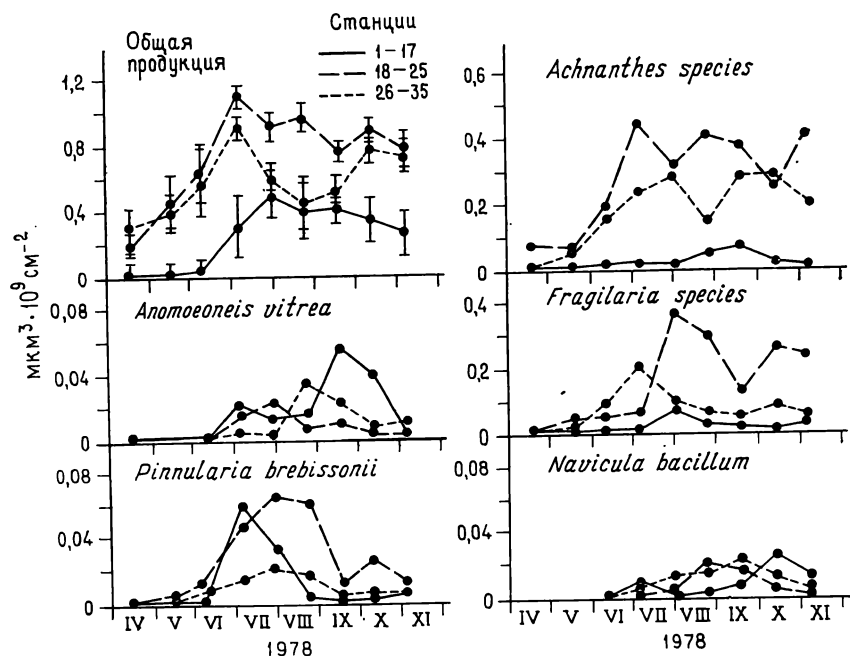 Общая
продукция
Станции
1-17
18-25
26-35
1,2
0,8
0,4
0
мкм³·10⁹см⁻²
Achnanthes species
0,6
0,4
0,2
0
Anomoeoneis vitrea
0,08
0,04
0
Fragilaria species
0,4
0,2
0
Pinnularia brebissonii
0,08
0,04
0
IV V VI VII VIII IX X XI
1978
Navicula bacillum
0,08
0,04
0
IV V VI VII VIII IX X XI
1978